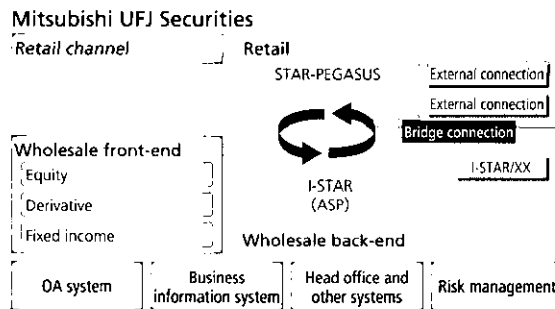 Mitsubishi UFJ Securities
Retail channel
Retail
STAR-PEGASUS
External connection
External connection
Bridge connection
I-STAR/XX
Wholesale front-end
Equity
Derivative
Fixed income
I-STAR
(ASP)
Wholesale back-end
OA system
Business
information system
Head office and
other systems
Risk management